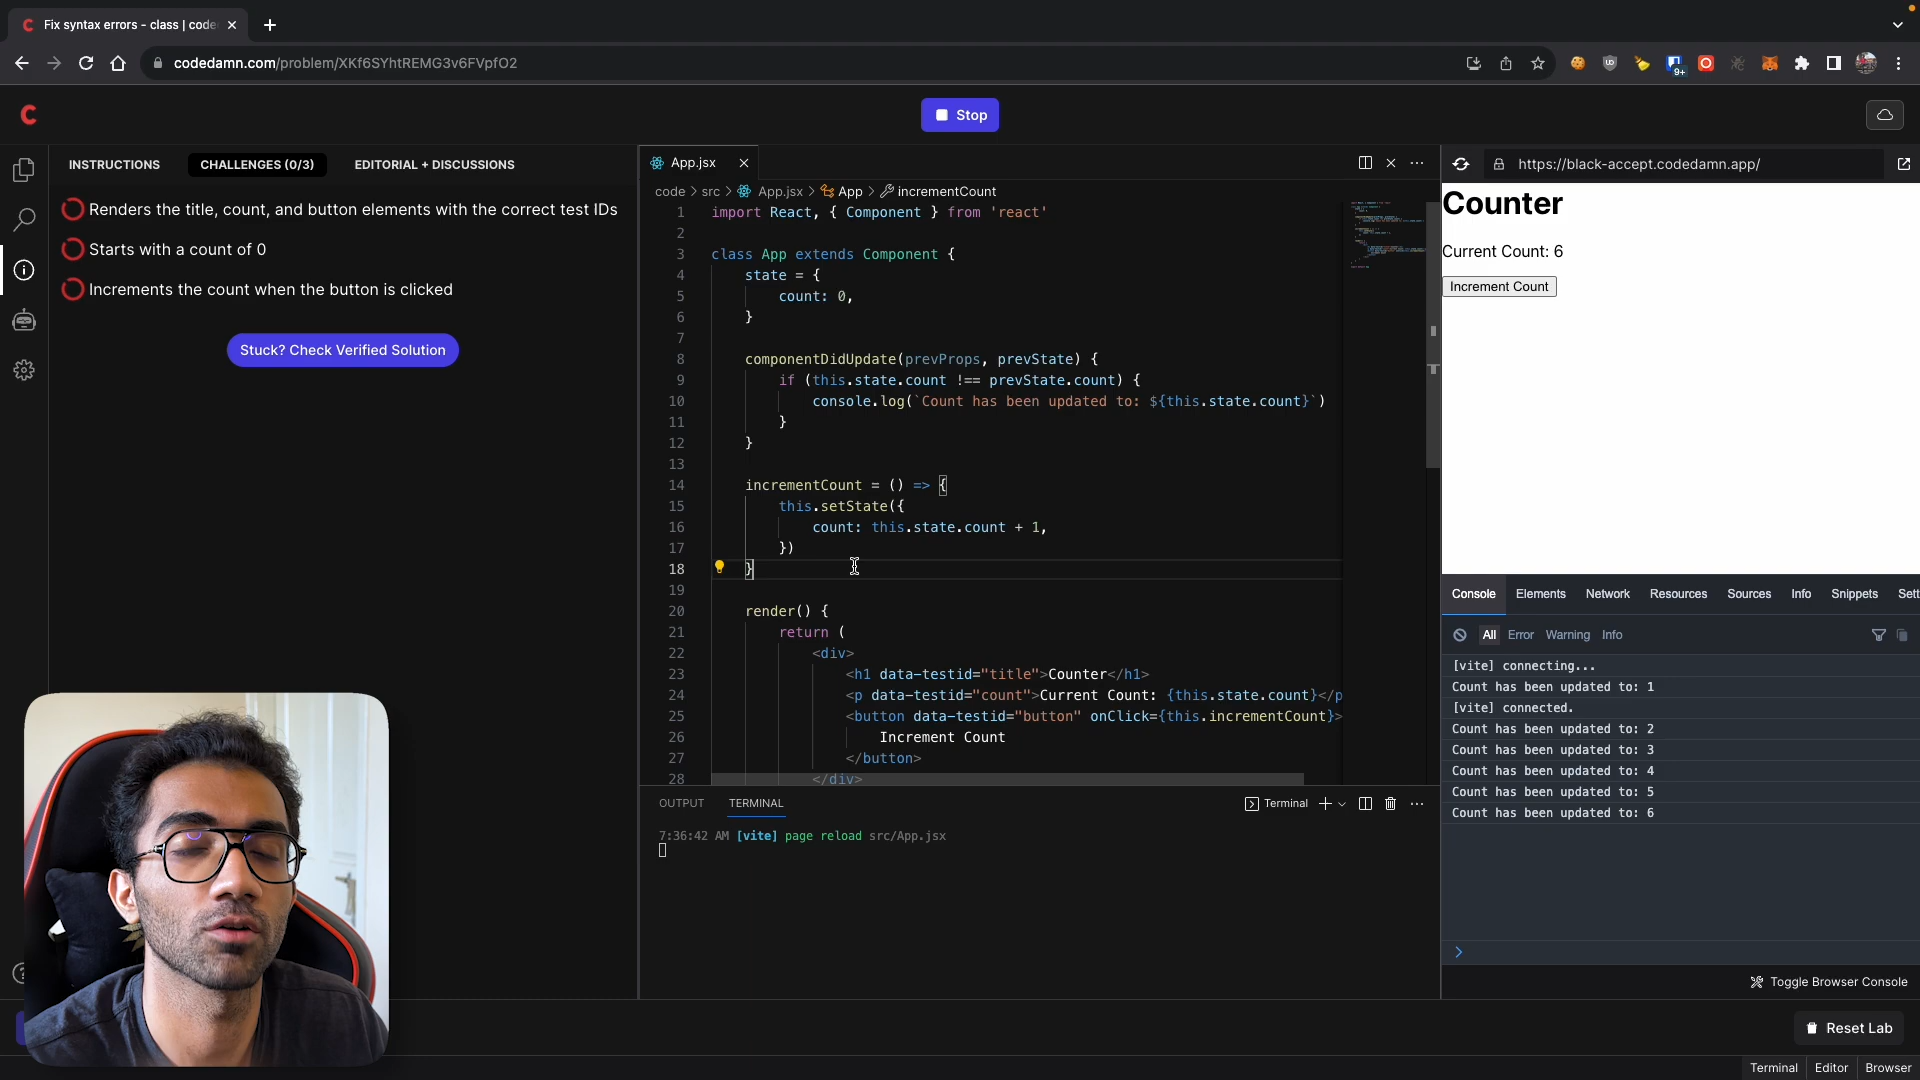 Fix syntax errors - class | code
codedamn.com/problem/XKf6SYhtREMG3v6FVpfO2
9+
Stop
INSTRUCTIONS
CHALLENGES (0/3)
EDITORIAL + DISCUSSIONS
Renders the title, count, and button elements with the correct test IDs
Starts with a count of 0
Increments the count when the button is clicked
Stuck? Check Verified Solution
App.jsx
code > src > App.jsx > App > incrementCount
1 import React, { Component } from 'react'
2
3 class App extends Component {
4 state = {
5 count: 0,
6 }
7
8 componentDidUpdate(prevProps, prevState) {
9 if (this.state.count !== prevState.count) {
10 console.log(`Count has been updated to: ${this.state.count}`)
11 }
12 }
13
14 incrementCount = () => {
15 this.setState({
16 count: this.state.count + 1,
17 })
18 }
19
20 render() {
21 return (
22 <div>
23 <h1 data-testid="title">Counter</h1>
24 <p data-testid="count">Current Count: {this.state.count}</p
25 <button data-testid="button" onClick={this.incrementCount}>
26 Increment Count
27 </button>
28 </div>
OUTPUT
TERMINAL
Terminal
7:36:42 AM [vite] page reload src/App.jsx
https://black-accept.codedamn.app/
Counter
Current Count: 6
Increment Count
Console
Elements
Network
Resources
Sources
Info
Snippets
Sett
All
Error
Warning
Info
[vite] connecting...
Count has been updated to: 1
[vite] connected.
Count has been updated to: 2
Count has been updated to: 3
Count has been updated to: 4
Count has been updated to: 5
Count has been updated to: 6
Toggle Browser Console
Reset Lab
Terminal
Editor
Browser